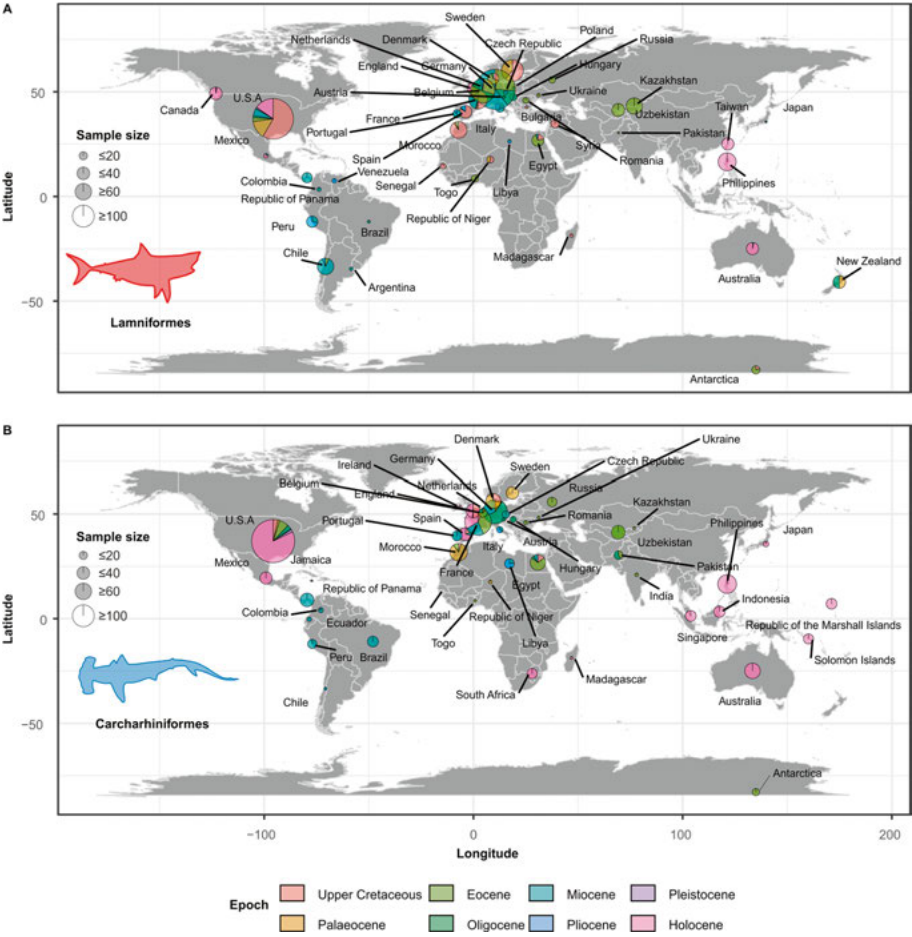 A
Sweden
Netherlands
Denmark
Poland
Czech Republic
Russia
England
Germany
Hungary
Kazakhstan
Austria
Belgium
Ukraine
Taiwan
Canada
U.S.A
Uzbekistan
Japan
France
Bulgaria
Sample size
Portugal
Italy
Syria
Pakistan
≤20
Mexico
Morocco
≤40
Spain
Egypt
Romania
≥60
Colombia
Venezuela
Senegal
Togo
Libya
Philippines
≥100
Republic of Panama
Republic of Niger
Peru
Brazil
Chile
Madagascar
Australia
New Zealand
Argentina
Lamniformes
Antarctica
50
0
−50
Latitude
B
Denmark
Ukraine
Ireland
Germany
Sweden
Czech Republic
Belgium
Netherlands
England
Russia
Kazakhstan
U.S.A
Portugal
Spain
Romania
Philippines
Japan
Sample size
Italy
Austria
Uzbekistan
≤20
Mexico
Jamaica
Morocco
Hungary
Pakistan
≤40
France
Egypt
India
≥60
Republic of Panama
Senegal
Republic of Niger
Indonesia
≥100
Colombia
Ecuador
Togo
Libya
Singapore
Republic of the Marshall Islands
Peru
Brazil
Solomon Islands
South Africa
Madagascar
Australia
Chile
Carcharhiniformes
Antarctica
50
0
−50
Latitude
−100
0
100
200
Longitude
Epoch
Upper Cretaceous
Eocene
Miocene
Pleistocene
Palaeocene
Oligocene
Pliocene
Holocene